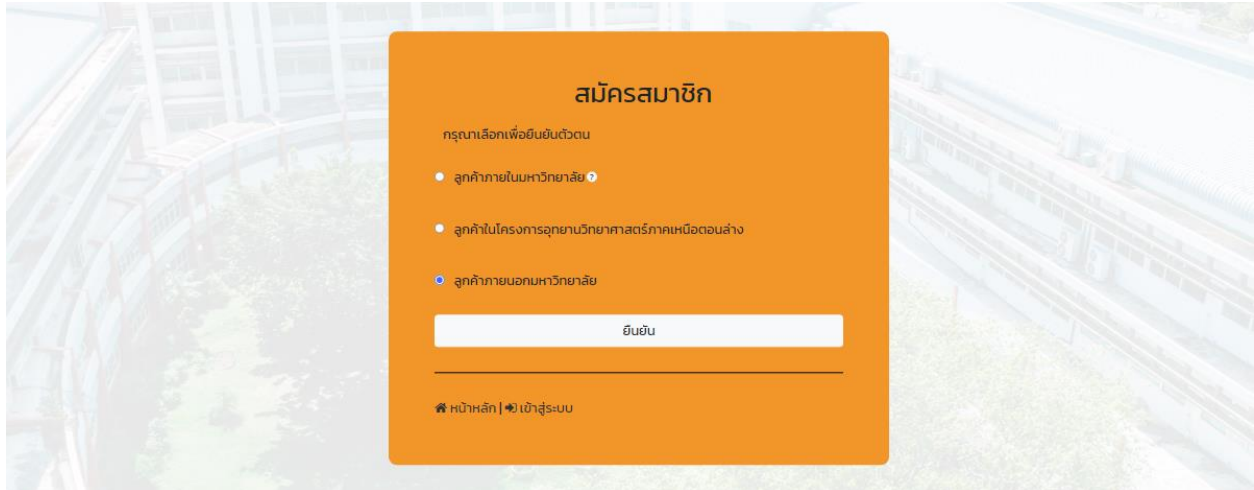 สมัครสมาชิก
กรุณาเลือกเพื่อยืนยันตัวตน
ลูกค้าภายในมหาวิทยาลัย ?
ลูกค้าในโครงการอุทยานวิทยาศาสตร์ภาคเหนือตอนล่าง
ลูกค้าภายนอกมหาวิทยาลัย
ยืนยัน
หน้าหลัก | เข้าสู่ระบบ